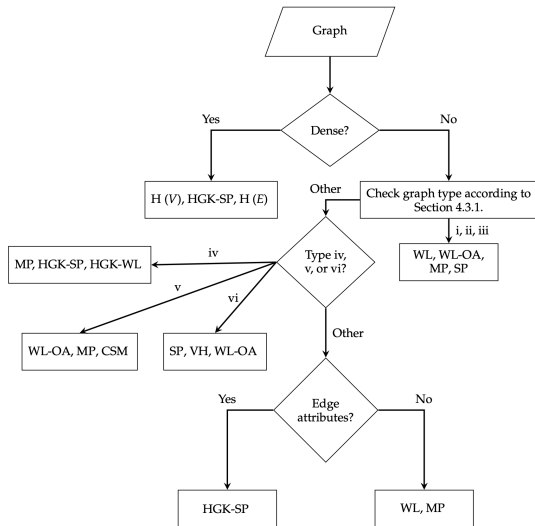 Graph
Dense?
Yes
No
H (V), HGK-SP, H (E)
Check graph type according to
Section 4.3.1.
Other
i, ii, iii
WL, WL-OA,
MP, SP
Type iv,
v, or vi?
iv
MP, HGK-SP, HGK-WL
v
vi
WL-OA, MP, CSM
SP, VH, WL-OA
Other
Edge
attributes?
Yes
No
HGK-SP
WL, MP